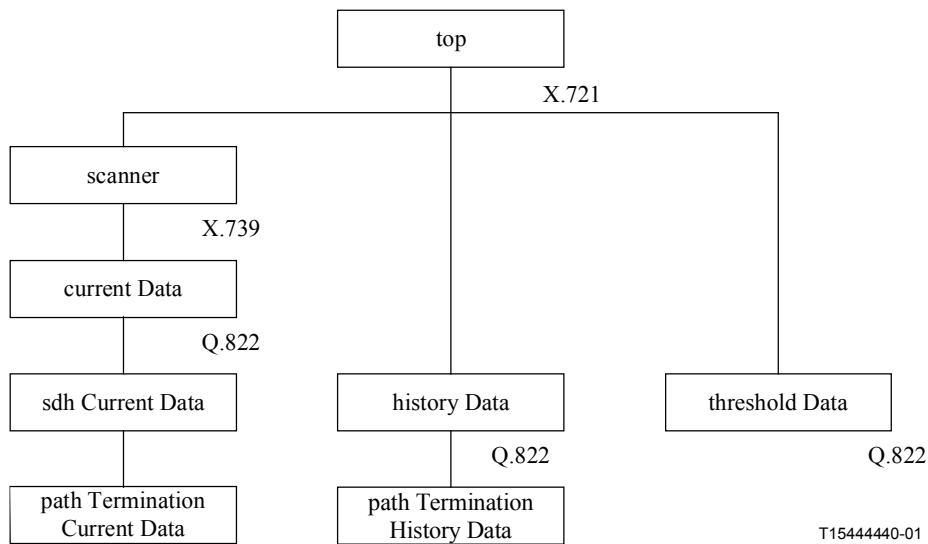 top
X.721
scanner
X.739
current Data
Q.822
sdh Current Data
history Data
threshold Data
Q.822
Q.822
path Termination
Current Data
path Termination
History Data
T15444440-01